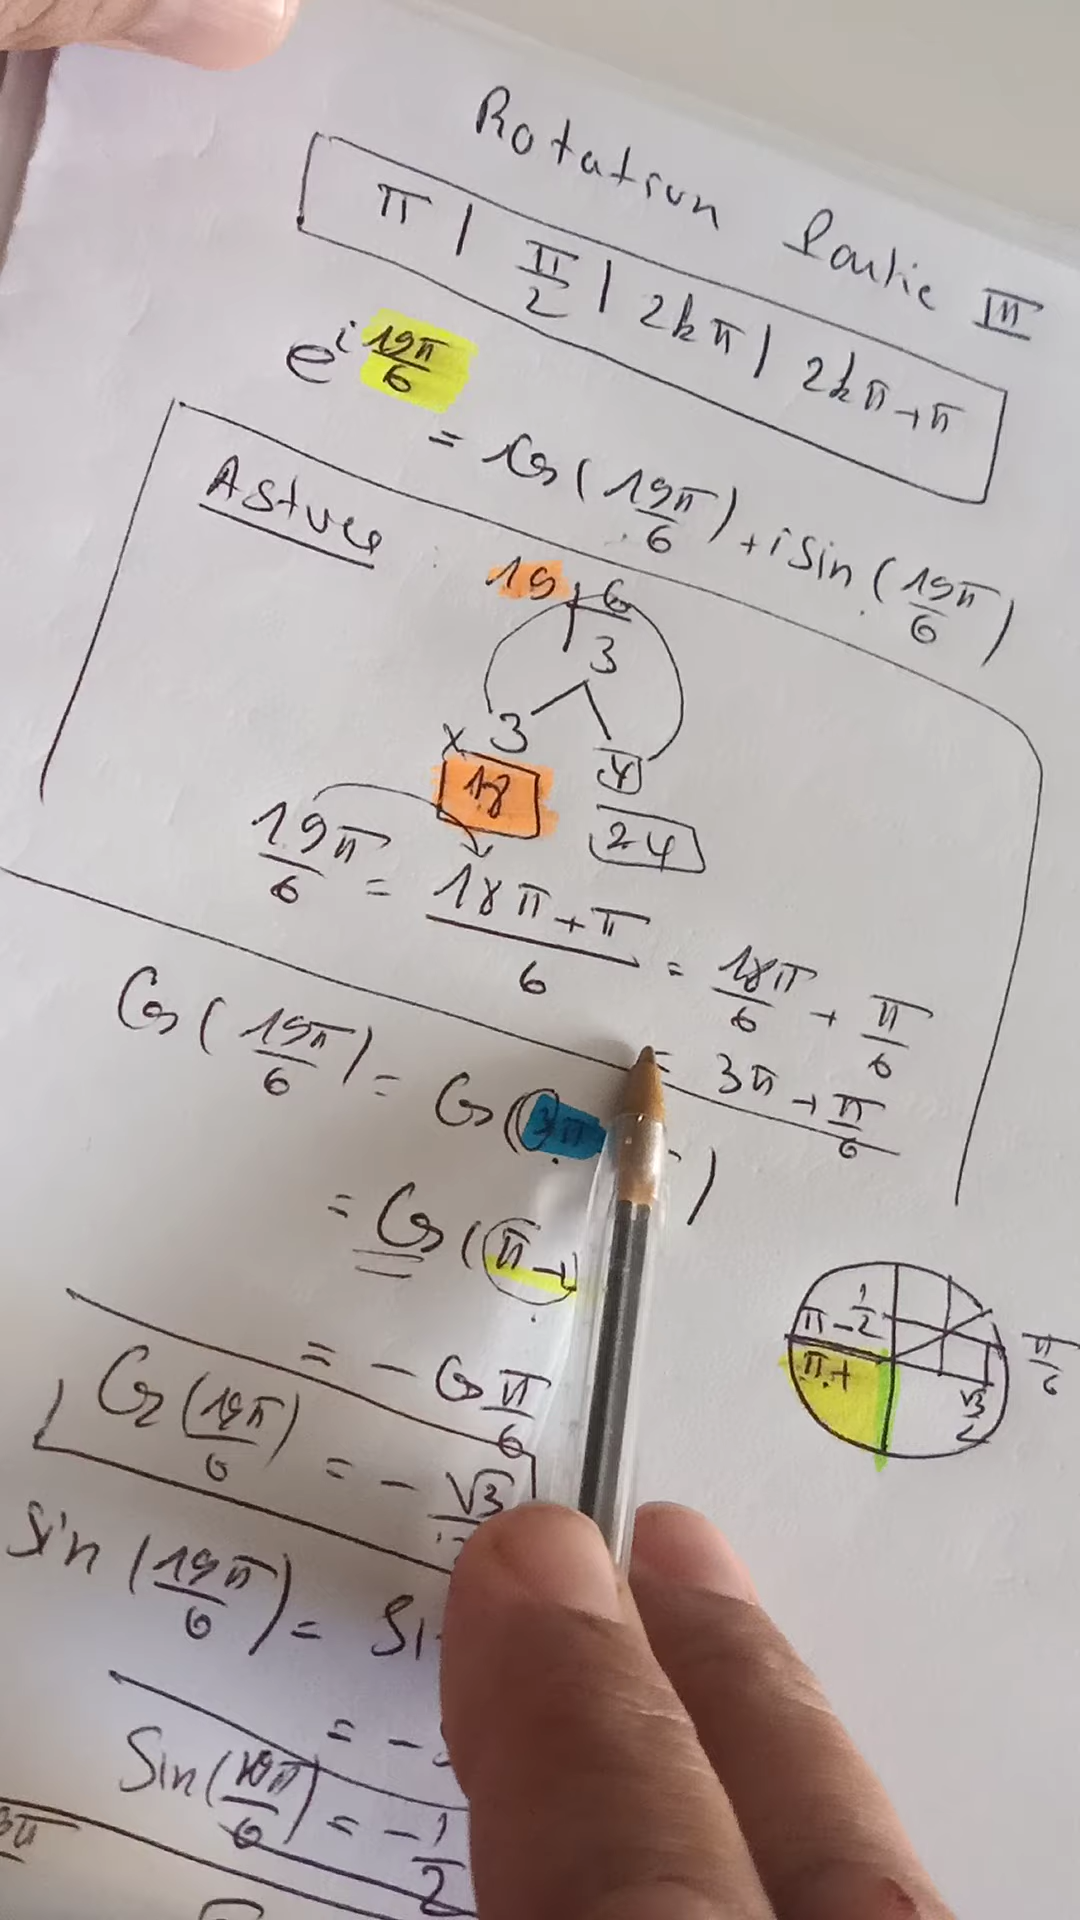 Rotation Partie III
π | π/2 | 2kπ | 2kπ+π
e^i 19π/6
= Cos(19π/6) + i Sin(19π/6)
Astuce :
19 | 6
3
x 3 4
18 24
19π/6 = 18π+π/6 = 18π/6 + π/6
= 3π+π/6
Cos(19π/6) = Cos(3π )
= Cos(π+
π- 1/2 π/6
π+ √3/2
= - Cos π/6
Cos(19π/6) = - √3
Sin(19π/6) = Si
= -
Sin(19π/6) = - 1/2
3π